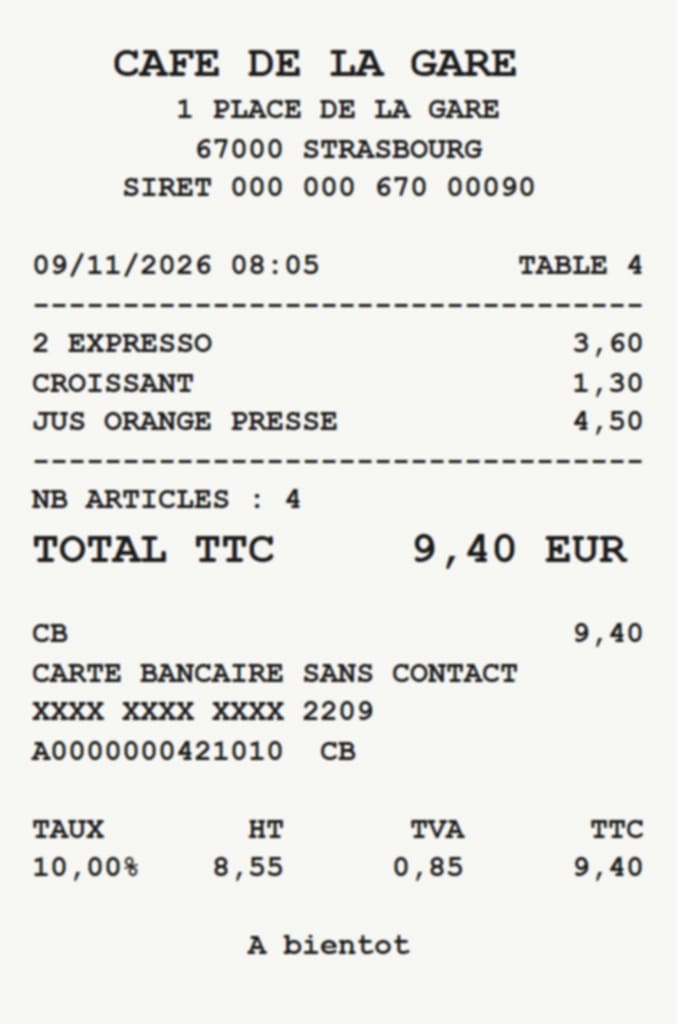 CAFE DE LA GARE
1 PLACE DE LA GARE
67000 STRASBOURG
SIRET 000 000 670 00090
09/11/2026 08:05 TABLE 4
----------------------------------
2 EXPRESSO 3,60
CROISSANT 1,30
JUS ORANGE PRESSE 4,50
----------------------------------
NB ARTICLES : 4
TOTAL TTC 9,40 EUR
CB 9,40
CARTE BANCAIRE SANS CONTACT
XXXX XXXX XXXX 2209
A0000000421010 CB
TAUX HT TVA TTC
10,00% 8,55 0,85 9,40
A bientot